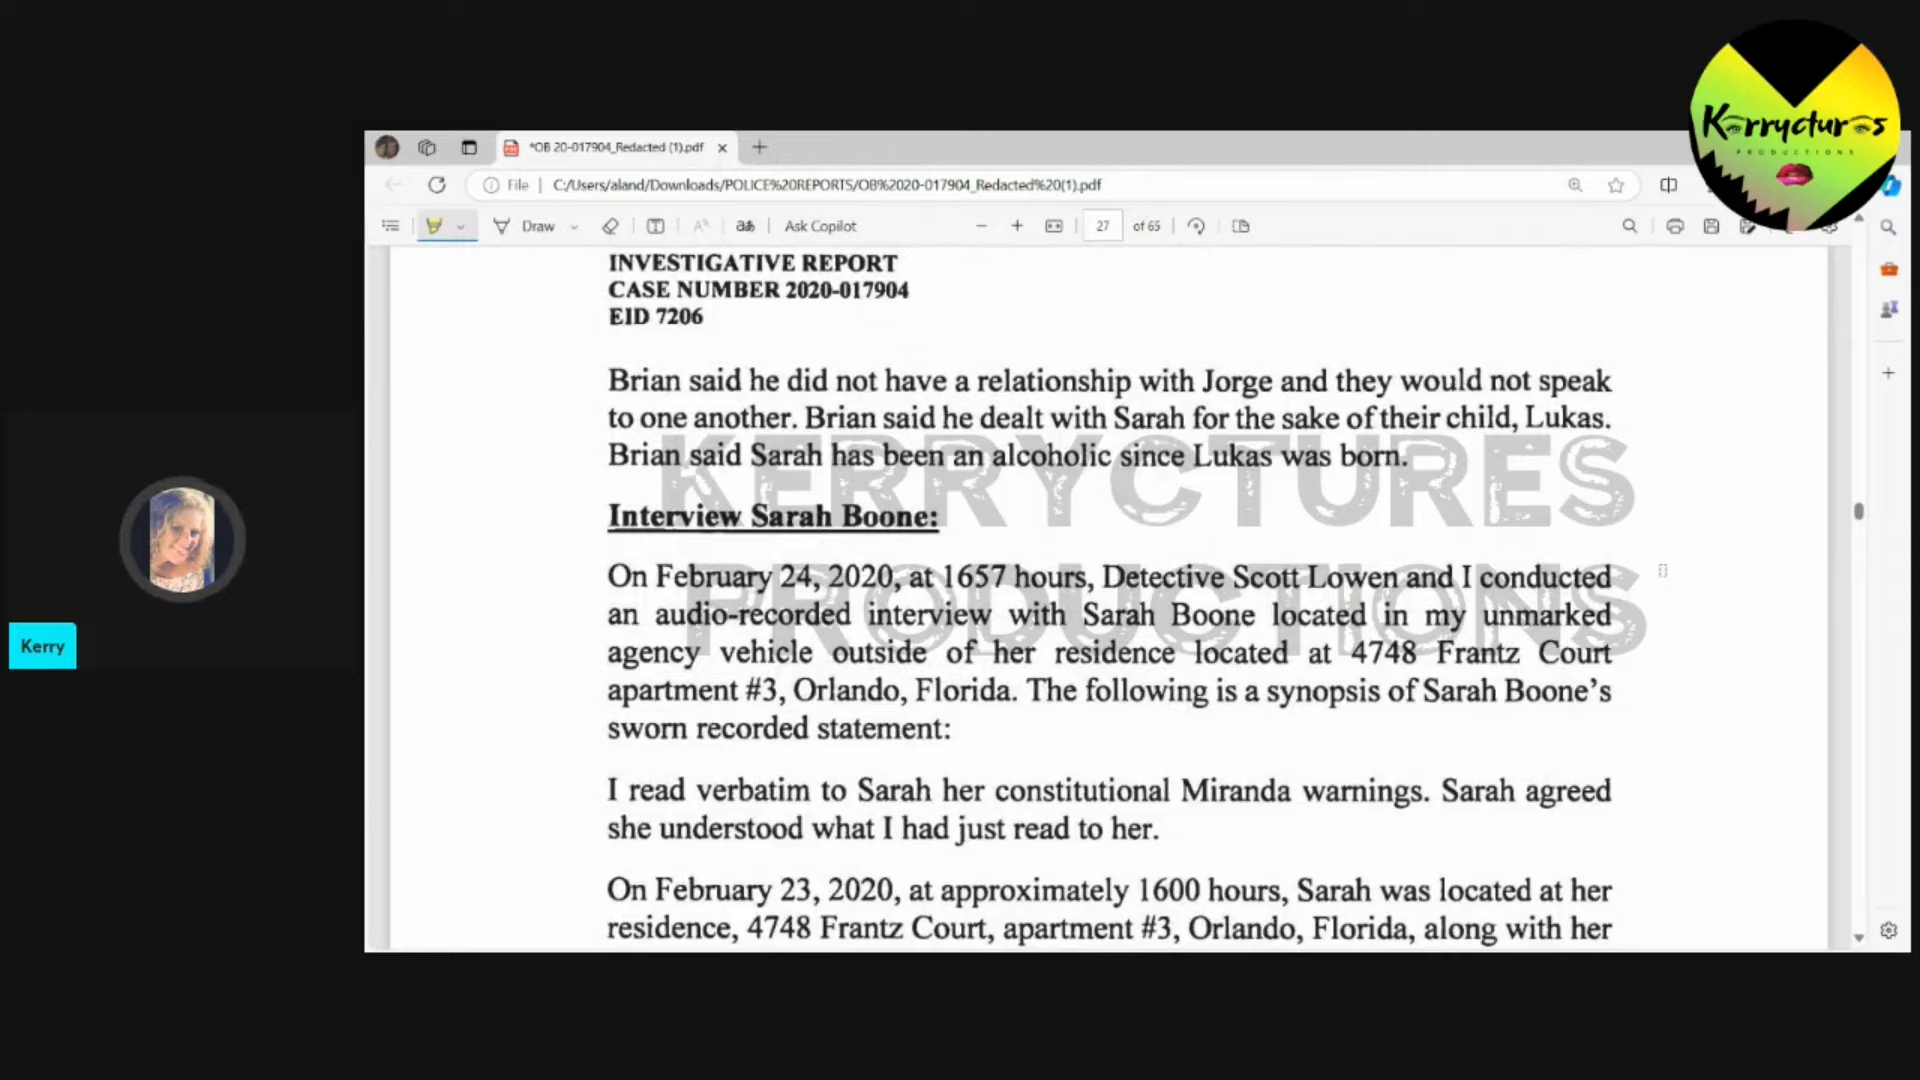 Kerryctures
PRODUCTIONS
*OB 20-017904_Redacted (1).pdf
File | C:/Users/aland/Downloads/POLICE%20REPORTS/OB%2020-017904_Redacted%20(1).pdf
Draw
aあ
Ask Copilot
27 of 65
INVESTIGATIVE REPORT
CASE NUMBER 2020-017904
EID 7206
Brian said he did not have a relationship with Jorge and they would not speak
to one another. Brian said he dealt with Sarah for the sake of their child, Lukas.
Brian said Sarah has been an alcoholic since Lukas was born.
KERRYCTURES
PRODUCTIONS
Interview Sarah Boone:
On February 24, 2020, at 1657 hours, Detective Scott Lowen and I conducted
an audio-recorded interview with Sarah Boone located in my unmarked
agency vehicle outside of her residence located at 4748 Frantz Court
apartment #3, Orlando, Florida. The following is a synopsis of Sarah Boone's
sworn recorded statement:
I read verbatim to Sarah her constitutional Miranda warnings. Sarah agreed
she understood what I had just read to her.
On February 23, 2020, at approximately 1600 hours, Sarah was located at her
residence, 4748 Frantz Court, apartment #3, Orlando, Florida, along with her
Kerry